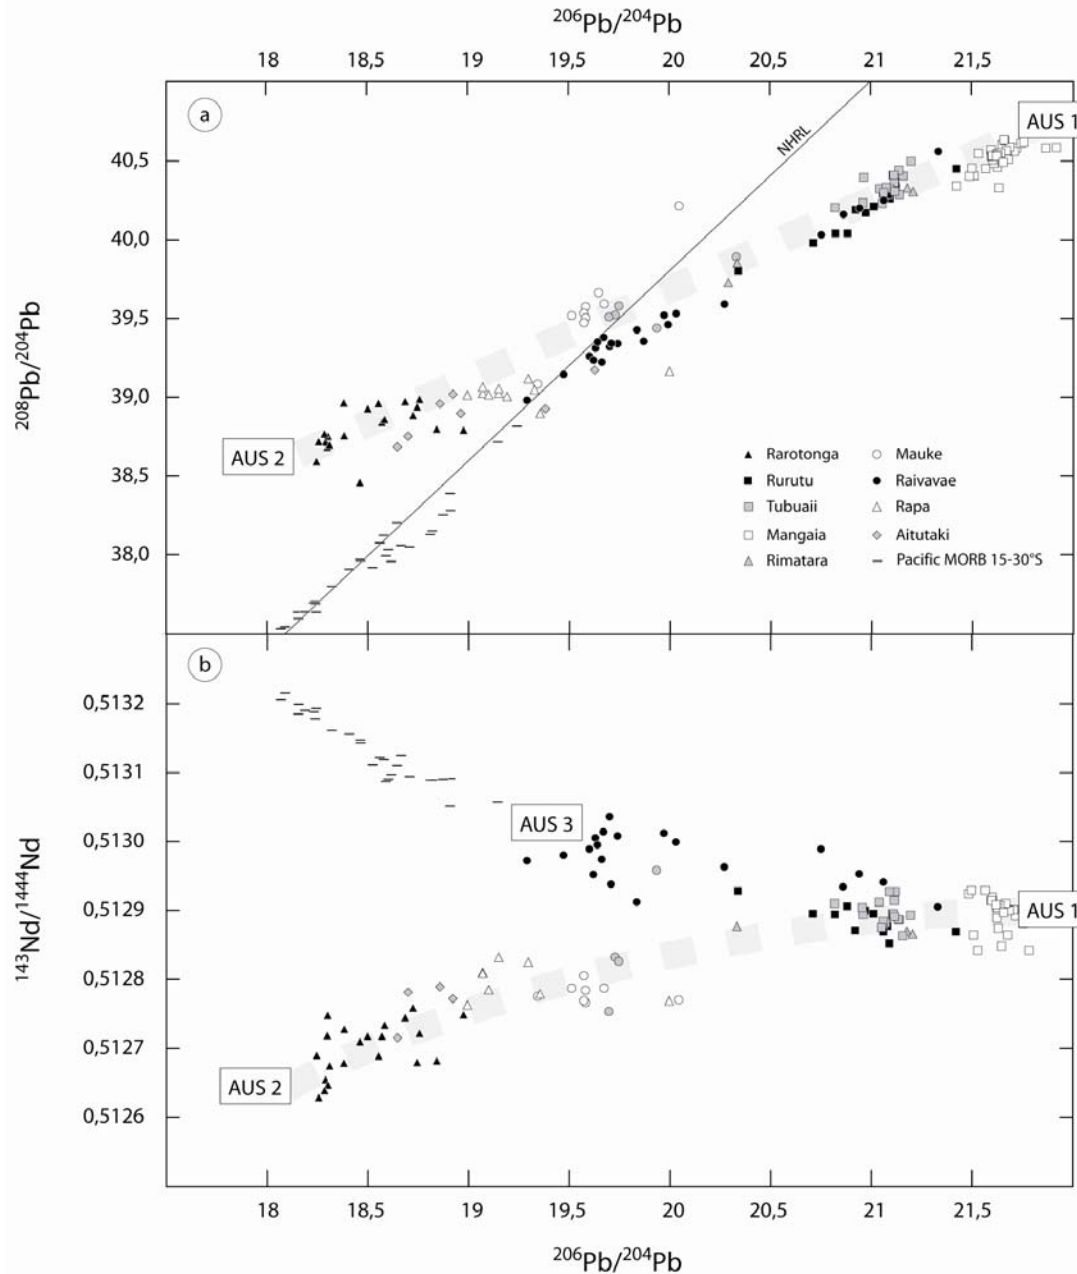 206Pb/204Pb
18 18,5 19 19,5 20 20,5 21 21,5
a
NHRL
AUS 1
40,5
40,0
39,5
39,0
38,5
38,0
208Pb/204Pb
AUS 2
Rarotonga Mauke
Rurutu Raivavae
Tubuaii Rapa
Mangaia Aitutaki
Rimatara Pacific MORB 15-30°S
b
0,5132
0,5131
0,5130
0,5129
0,5128
0,5127
0,5126
143Nd/1444Nd
AUS 3
AUS 1
AUS 2
18 18,5 19 19,5 20 20,5 21 21,5
206Pb/204Pb